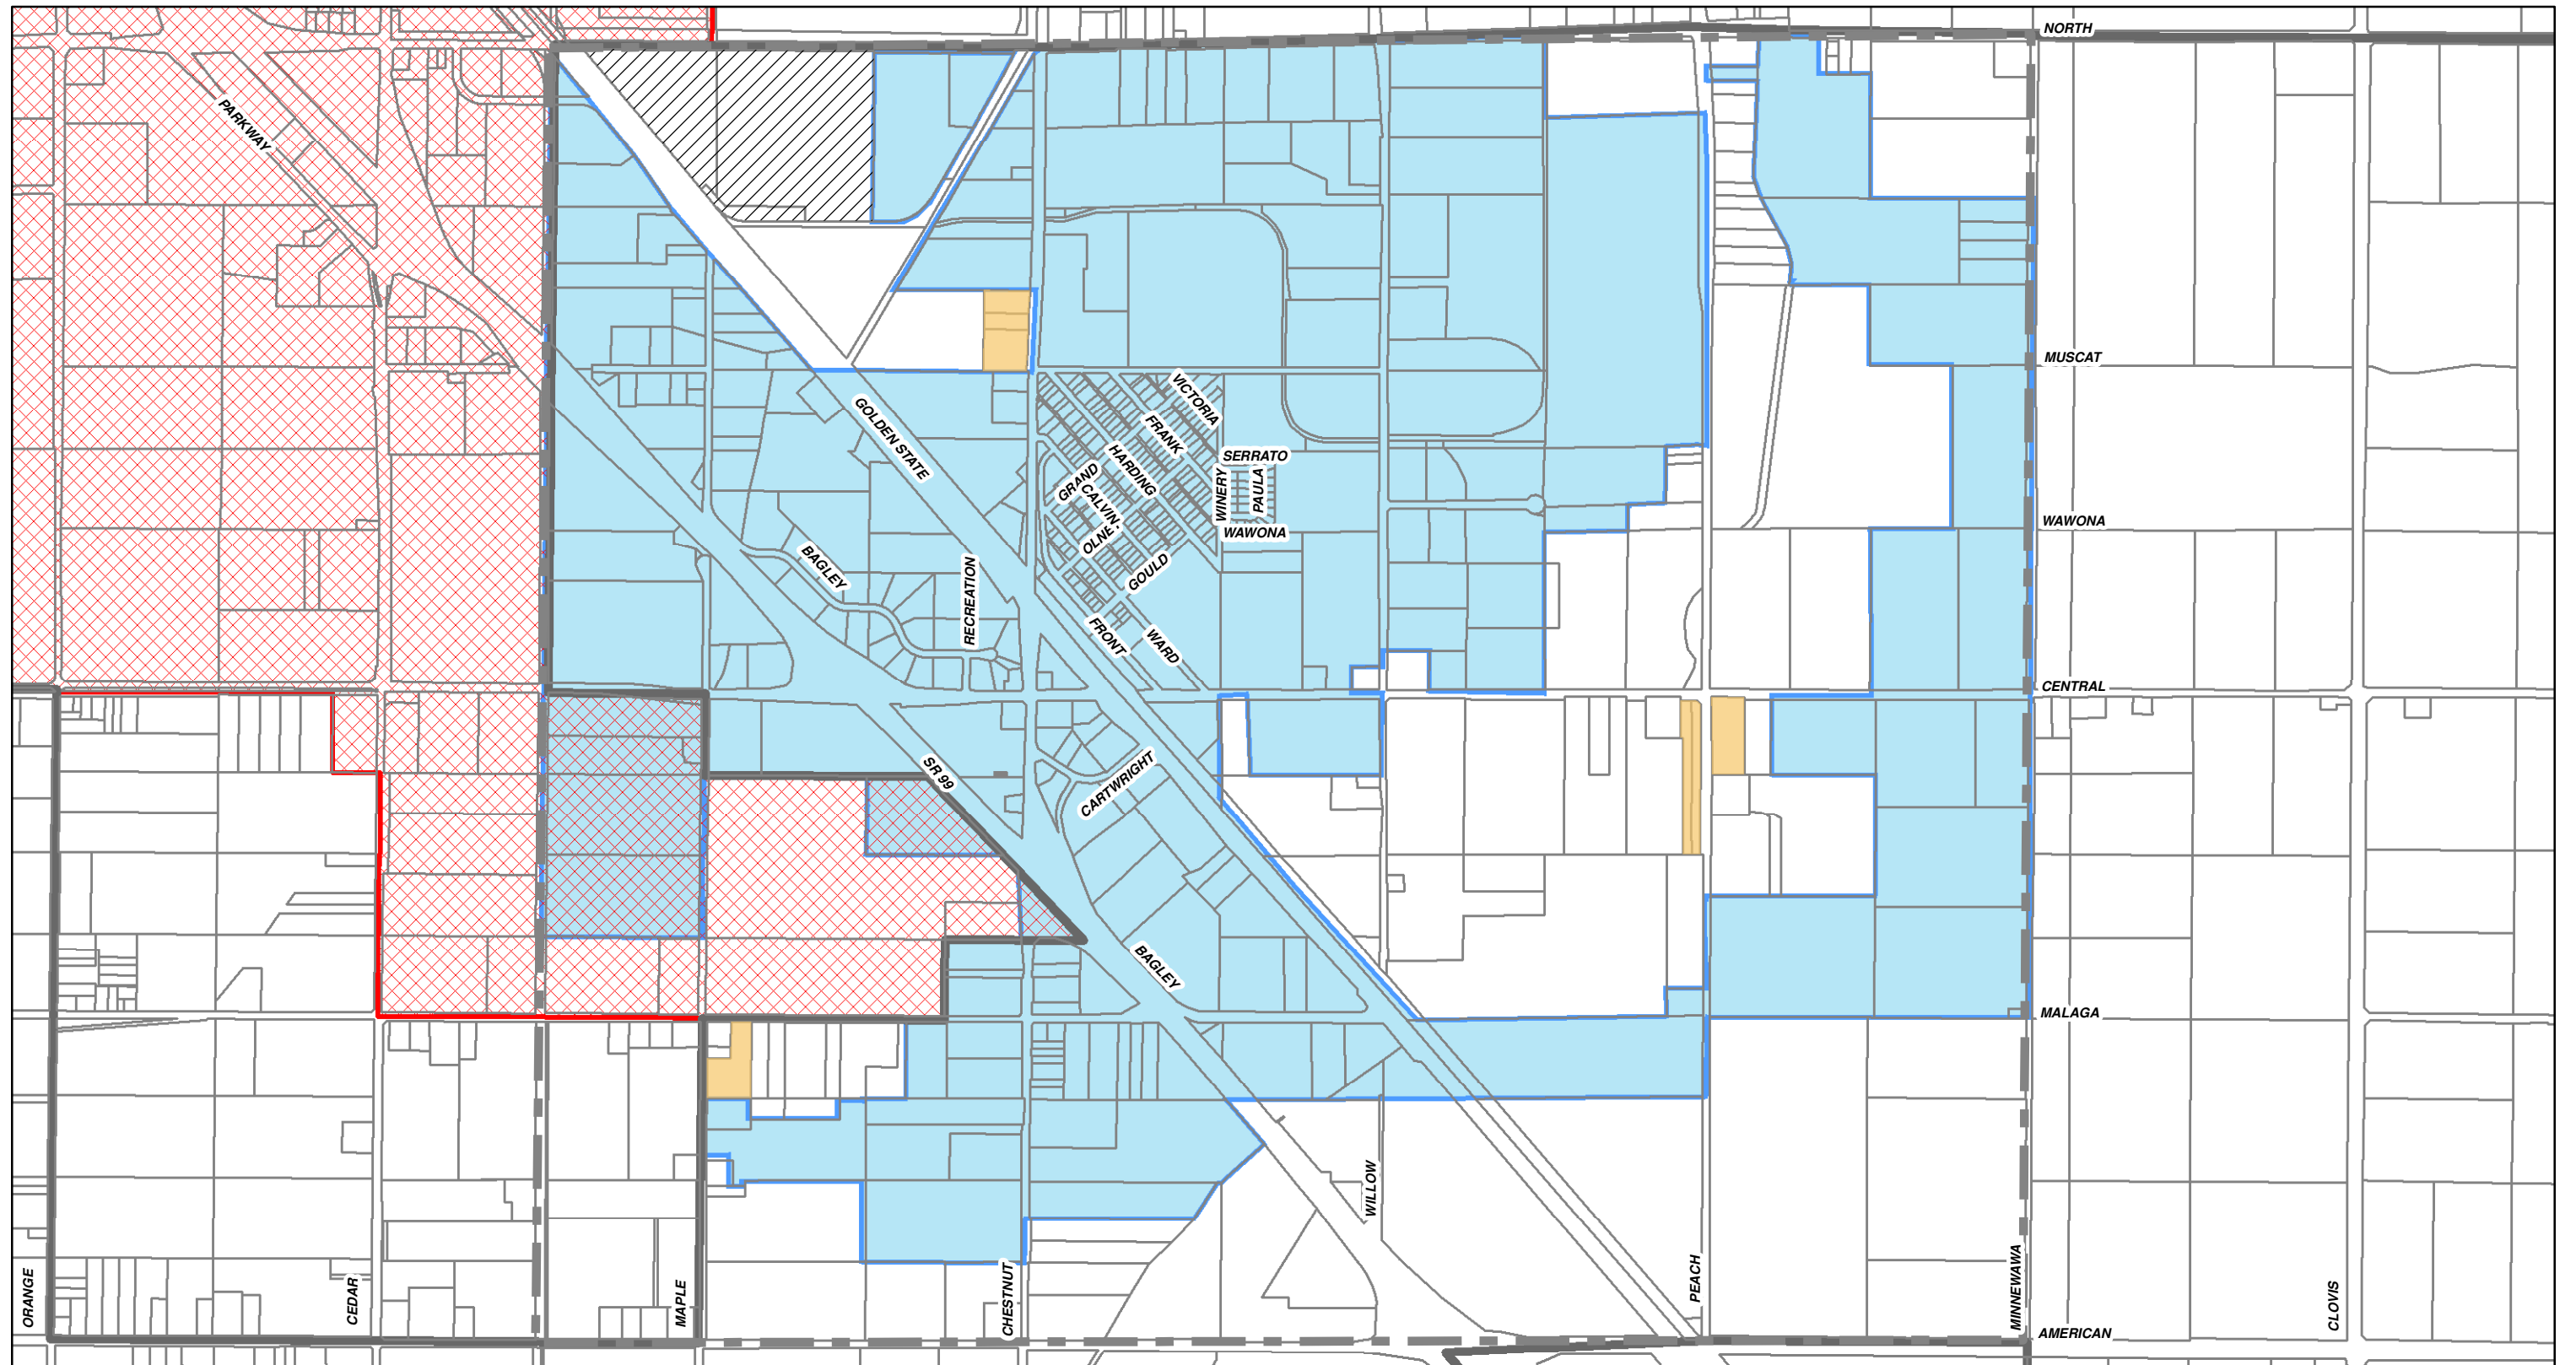 NORTH
PARKWAY
MUSCAT
VICTORIA
GOLDEN STATE
FRANK
HARDING
SERRATO
GRAND
CALVIN
WINERY
PAULA
WAWONA
OLNEY
WAWONA
BAGLEY
GOULD
RECREATION
FRONT
WARD
CENTRAL
SR 99
CARTWRIGHT
BAGLEY
MALAGA
WILLOW
ORANGE
CEDAR
MAPLE
CHESTNUT
PEACH
MINNEWAWA
CLOVIS
AMERICAN